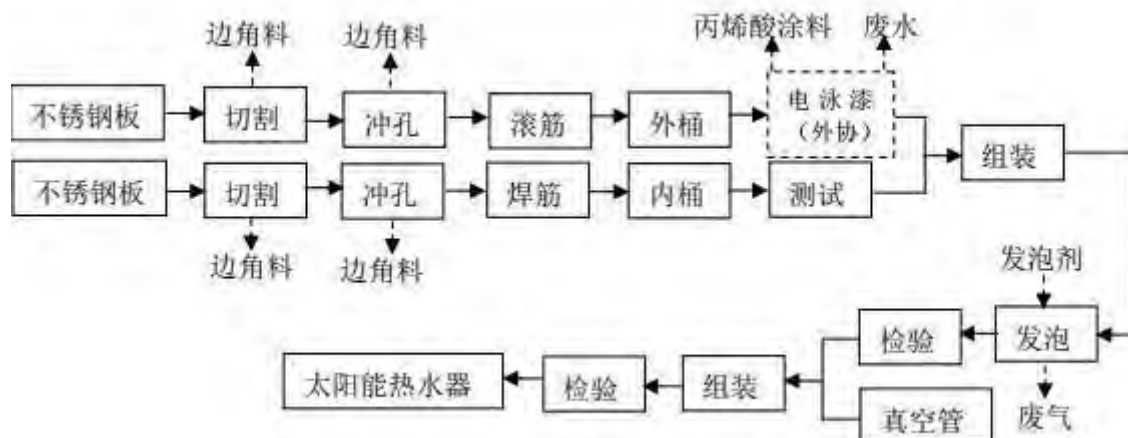 边角料
边角料
丙烯酸涂料
废水
不锈钢板
切割
冲孔
滚筋
外桶
电泳漆
（外协）
组装
不锈钢板
切割
冲孔
焊筋
内桶
测试
边角料
边角料
发泡剂
检验
发泡
太阳能热水器
检验
组装
真空管
废气